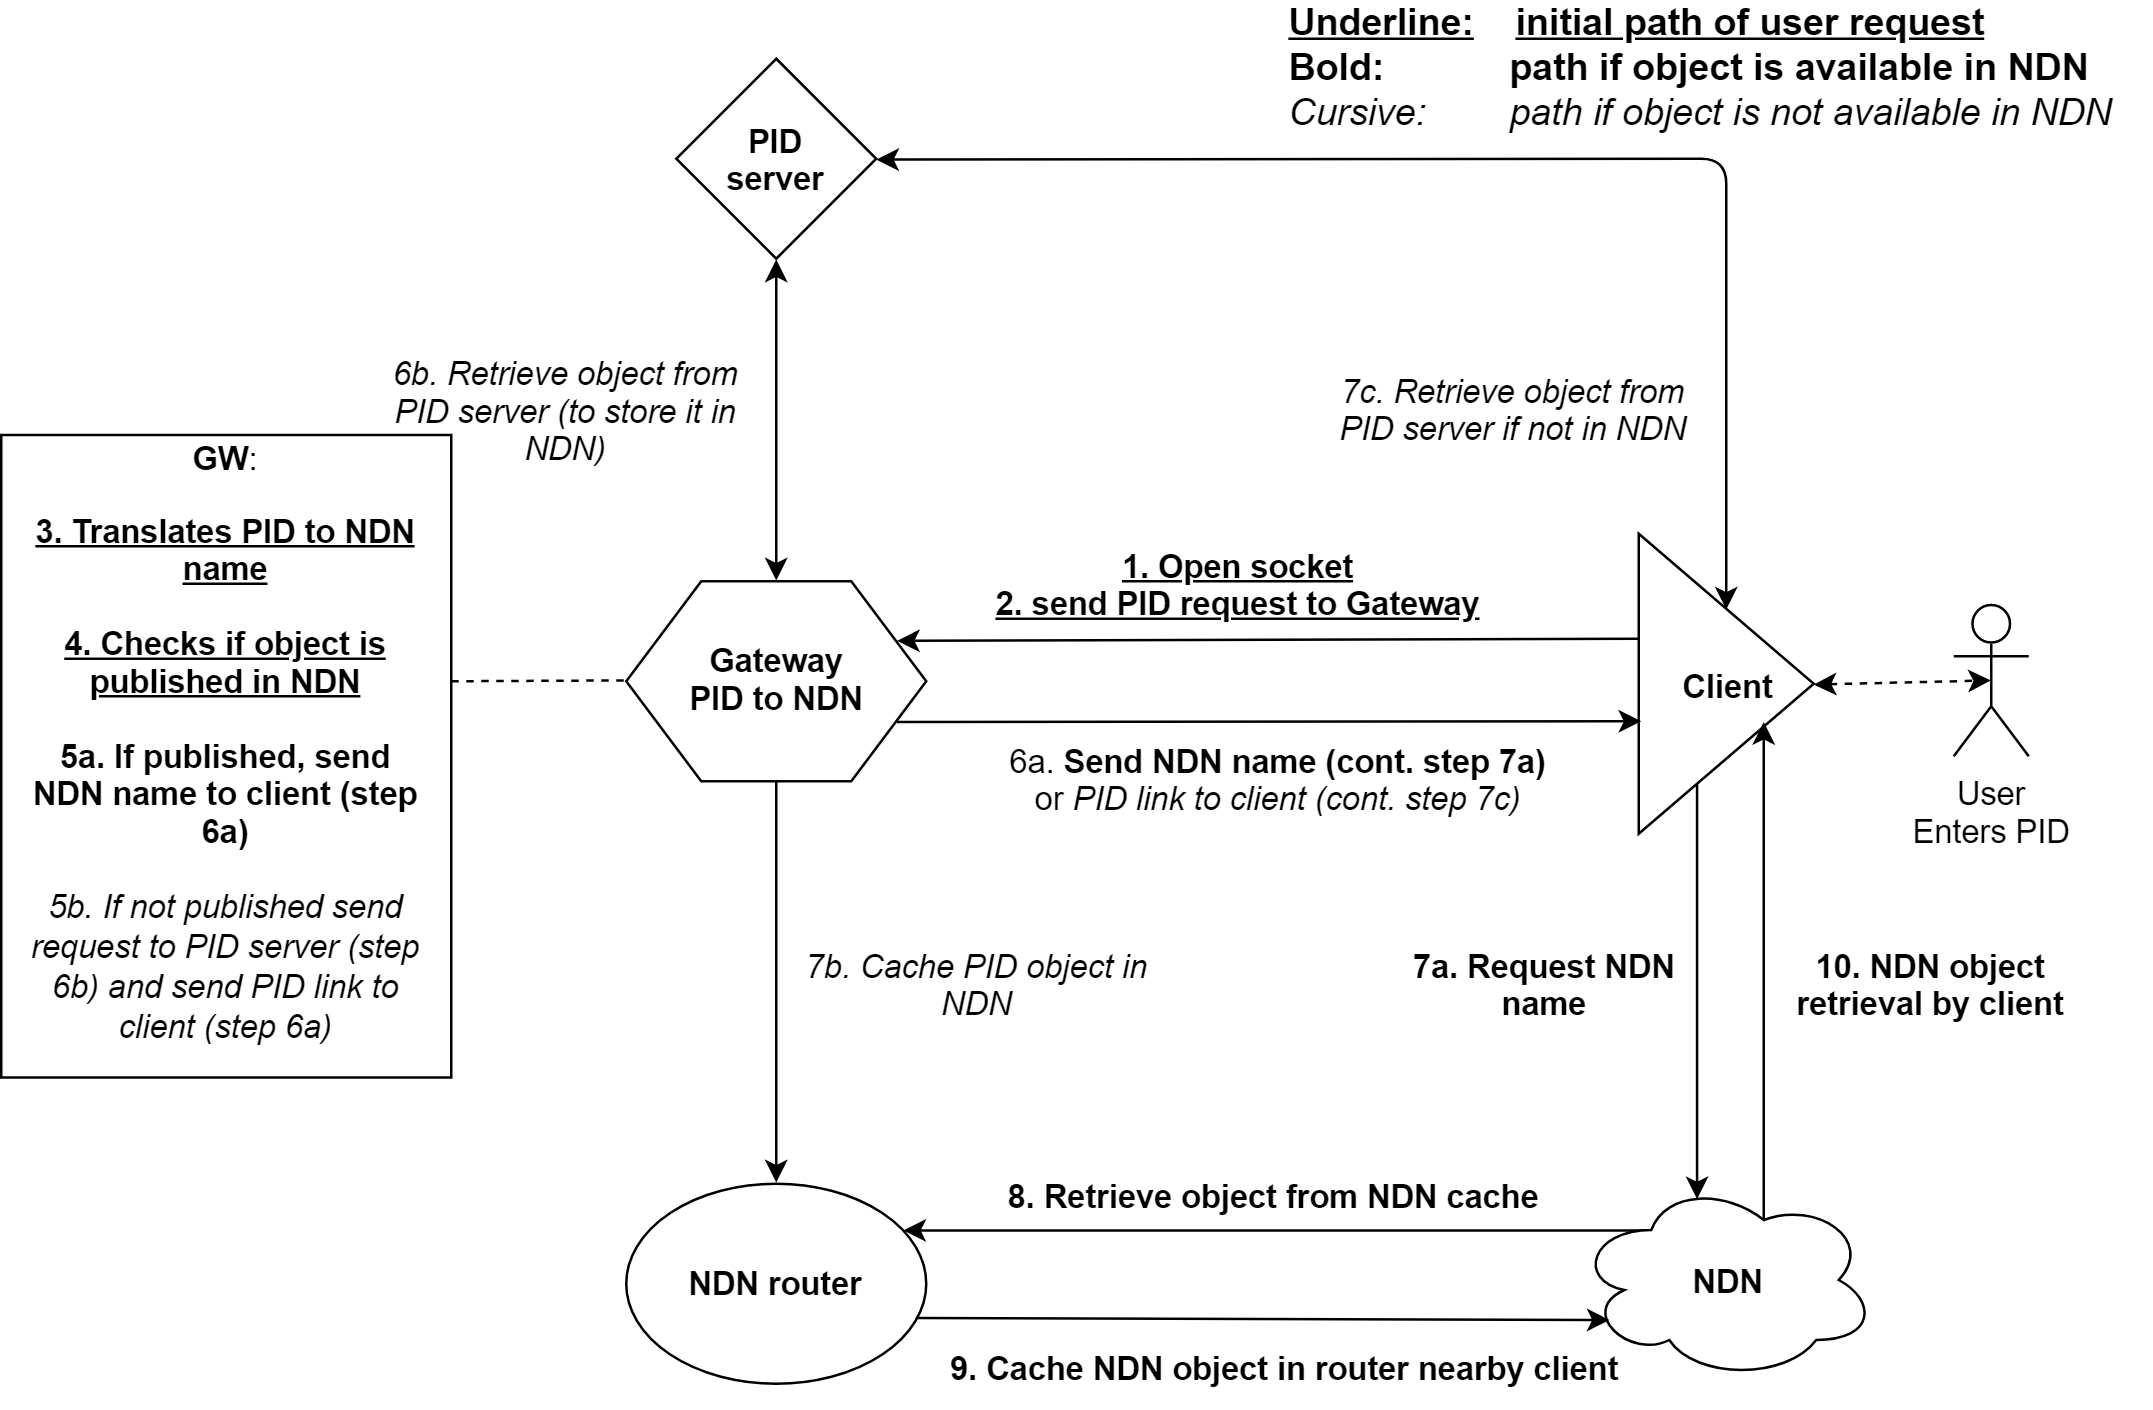 Underline: initial path of user request
Bold: path if object is available in NDN
Cursive: path if object is not available in NDN
PID
server
6b. Retrieve object from
PID server (to store it in
NDN)
7c. Retrieve object from
PID server if not in NDN
GW:
3. Translates PID to NDN
name
4. Checks if object is
published in NDN
5a. If published, send
NDN name to client (step
6a)
5b. If not published send
request to PID server (step
6b) and send PID link to
client (step 6a)
1. Open socket
2. send PID request to Gateway
Gateway
PID to NDN
Client
6a. Send NDN name (cont. step 7a)
or PID link to client (cont. step 7c)
User
Enters PID
7b. Cache PID object in
NDN
7a. Request NDN
name
10. NDN object
retrieval by client
8. Retrieve object from NDN cache
NDN router
NDN
9. Cache NDN object in router nearby client